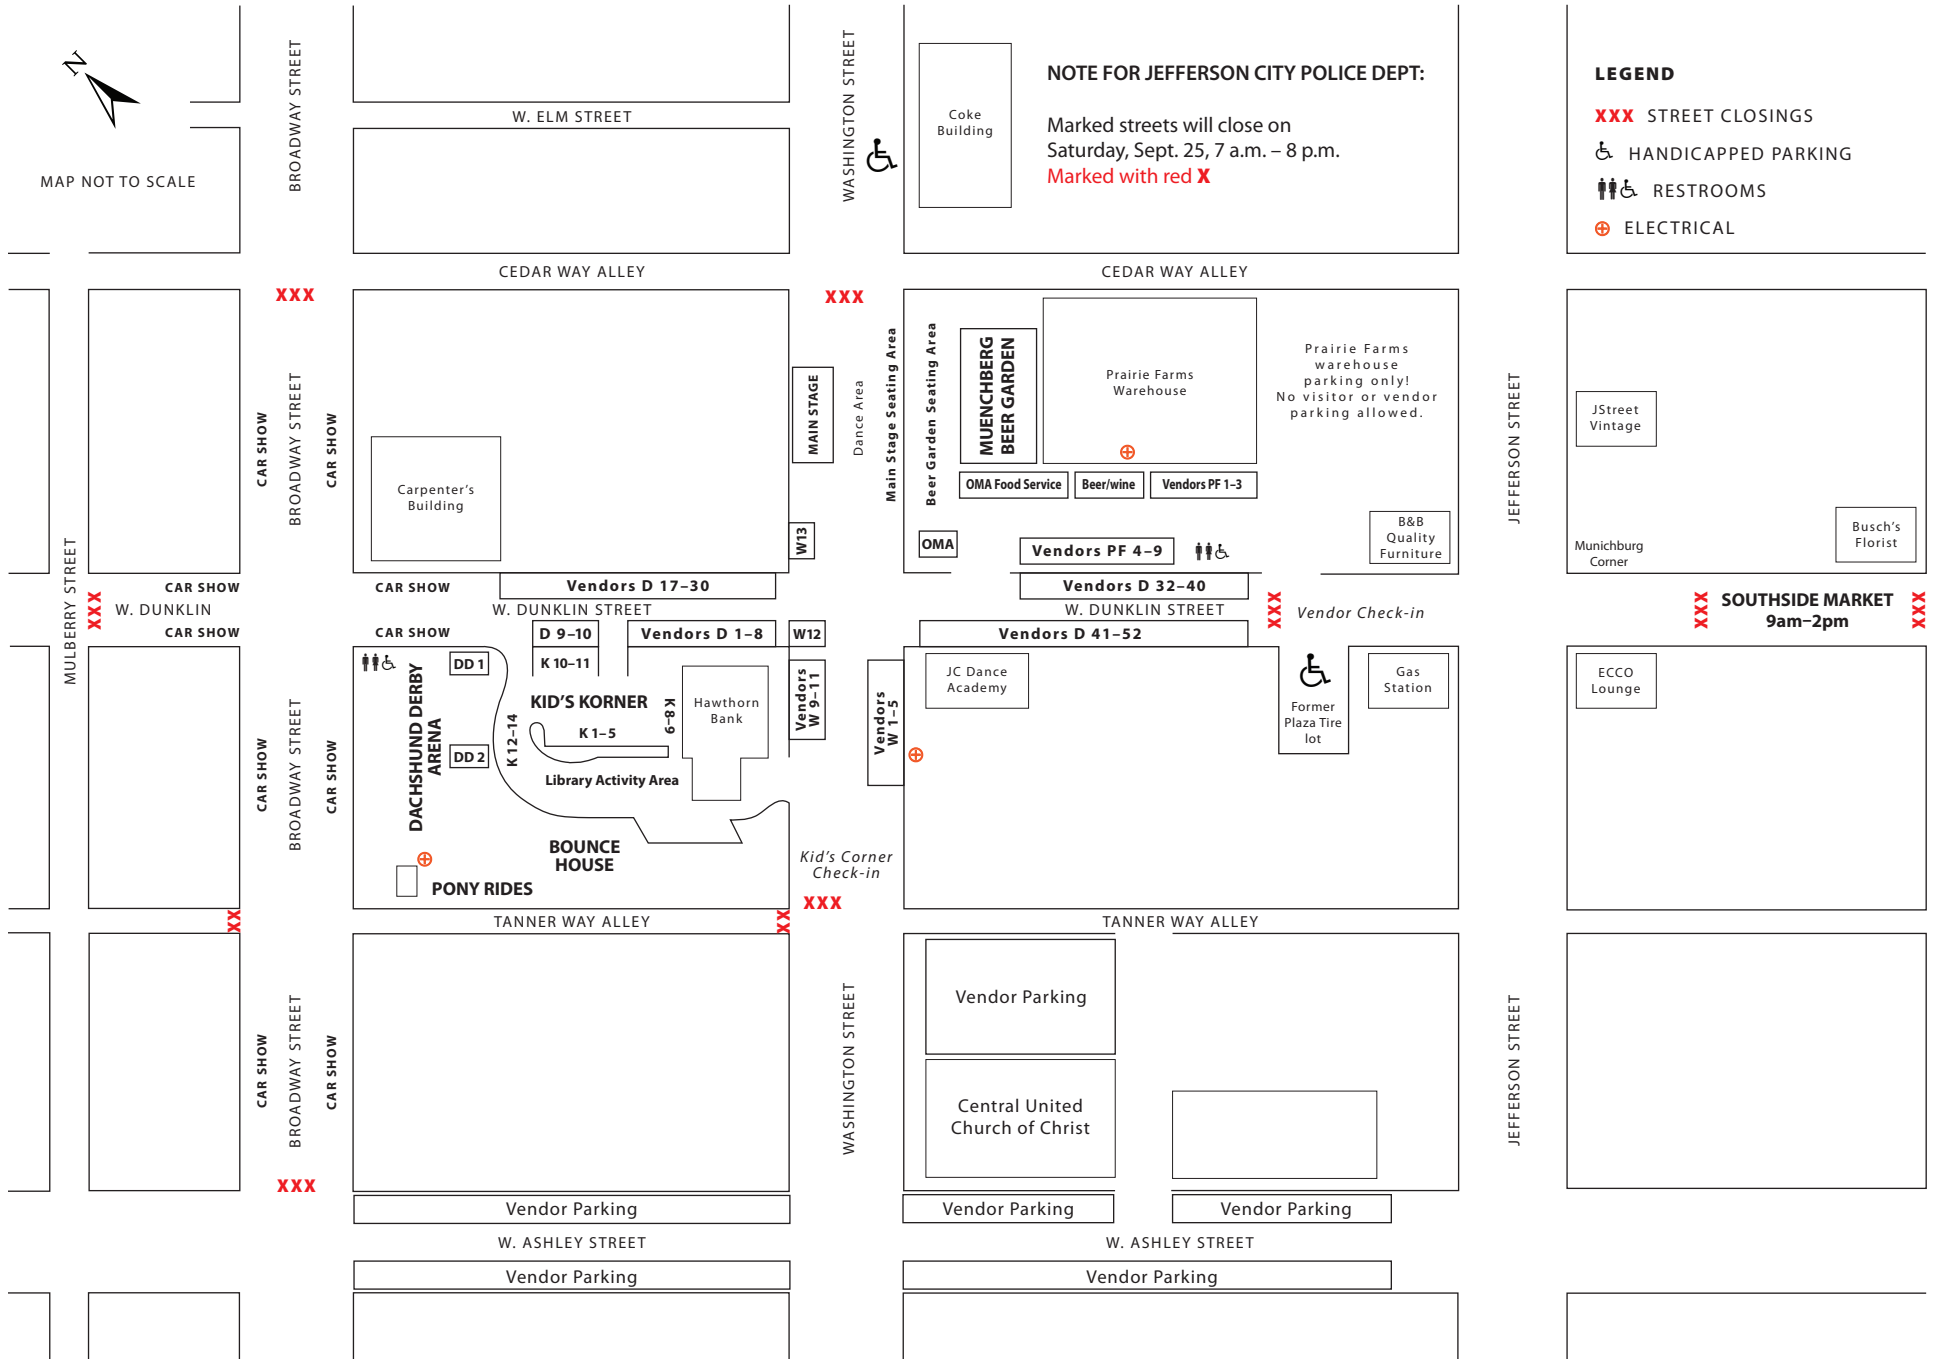 N
MAP NOT TO SCALE
BROADWAY STREET
W. ELM STREET
WASHINGTON STREET
Coke
Building
NOTE FOR JEFFERSON CITY POLICE DEPT:
Marked streets will close on
Saturday, Sept. 25, 7 a.m. – 8 p.m.
Marked with red X
LEGEND
XXX STREET CLOSINGS
HANDICAPPED PARKING
RESTROOMS
ELECTRICAL
CEDAR WAY ALLEY
CEDAR WAY ALLEY
XXX
XXX
CAR SHOW
BROADWAY STREET
CAR SHOW
Carpenter's
Building
MAIN STAGE
Dance Area
Main Stage Seating Area
Beer Garden Seating Area
MUENCHBERG
BEER GARDEN
Prairie Farms
Warehouse
Prairie Farms
warehouse
parking only!
No visitor or vendor
parking allowed.
JEFFERSON STREET
JStreet
Vintage
OMA Food Service
Beer/wine
Vendors PF 1–3
W13
OMA
Vendors PF 4–9
B&B
Quality
Furniture
Munichburg
Corner
Busch's
Florist
MULBERRY STREET
XXX
CAR SHOW
W. DUNKLIN
CAR SHOW
CAR SHOW
Vendors D 17–30
W. DUNKLIN STREET
CAR SHOW
D 9–10
Vendors D 1–8
W12
Vendors D 32–40
W. DUNKLIN STREET
Vendors D 41–52
XXX
Vendor Check-in
XXX
SOUTHSIDE MARKET
9am–2pm
XXX
CAR SHOW
BROADWAY STREET
CAR SHOW
DACHSHUND DERBY
ARENA
DD 1
DD 2
K 10–11
KID'S KORNER
K 12–14
K 1–5
K 8–9
Library Activity Area
Hawthorn
Bank
Vendors
W 9–11
Vendors
W 1–5
JC Dance
Academy
Former
Plaza Tire
lot
Gas
Station
ECCO
Lounge
BOUNCE
HOUSE
PONY RIDES
Kid's Corner
Check-in
XXX
XX
XX
TANNER WAY ALLEY
TANNER WAY ALLEY
CAR SHOW
BROADWAY STREET
CAR SHOW
XXX
WASHINGTON STREET
Vendor Parking
Central United
Church of Christ
JEFFERSON STREET
Vendor Parking
Vendor Parking
Vendor Parking
W. ASHLEY STREET
W. ASHLEY STREET
Vendor Parking
Vendor Parking